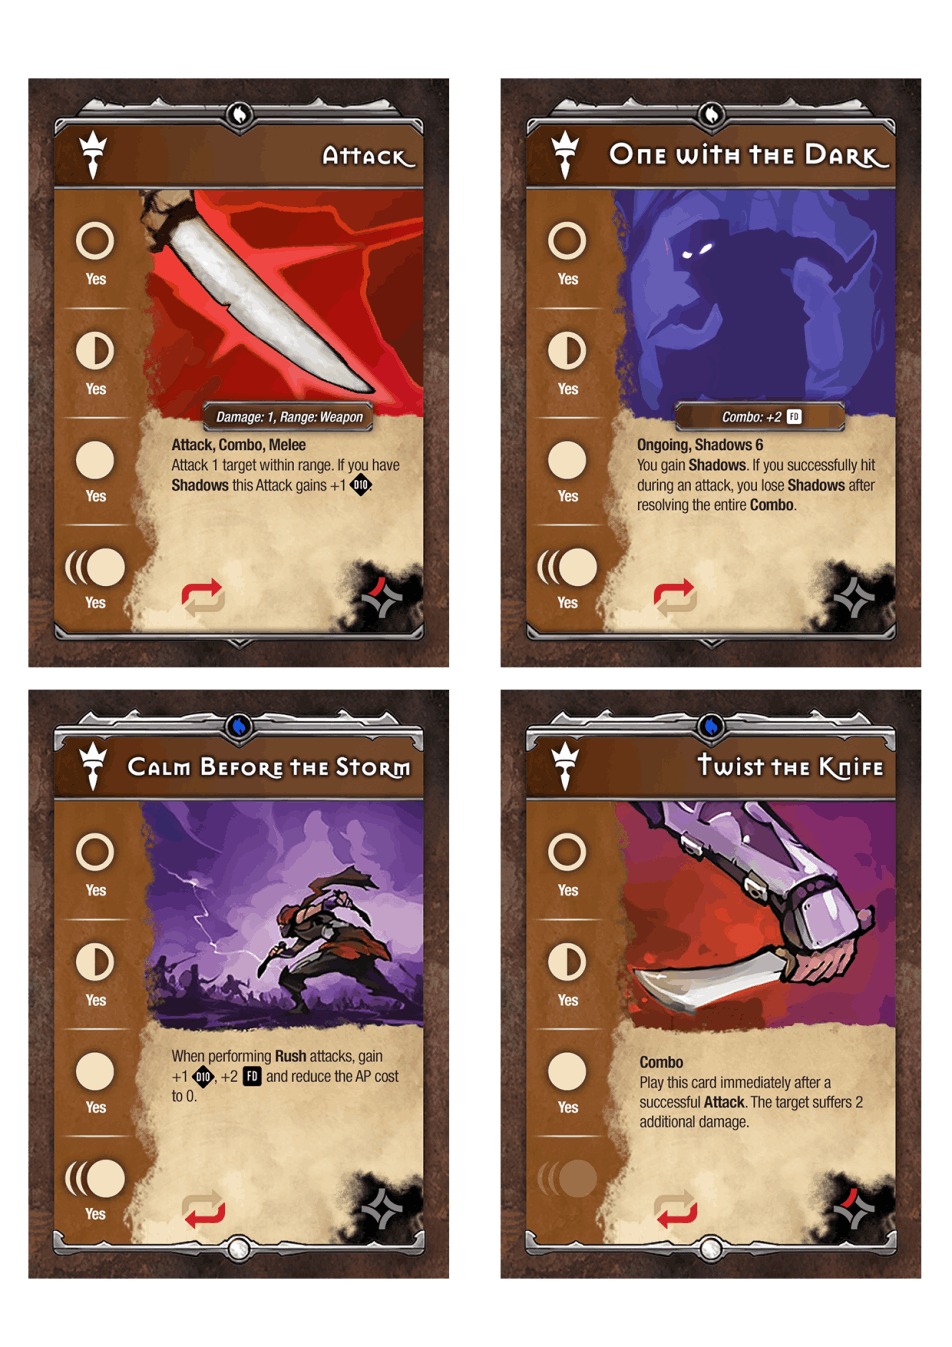 Attack
Yes
Yes
Yes
Yes
Damage: 1, Range: Weapon
Attack, Combo, Melee
Attack 1 target within range. If you have
Shadows this Attack gains +1 D10.
One with the Dark
Yes
Yes
Yes
Yes
Combo: +2 FD
Ongoing, Shadows 6
You gain Shadows. If you successfully hit
during an attack, you lose Shadows after
resolving the entire Combo.
Calm Before the Storm
Yes
Yes
Yes
Yes
When performing Rush attacks, gain
+1 D10, +2 FD and reduce the AP cost
to 0.
Twist the Knife
Yes
Yes
Yes
Combo
Play this card immediately after a
successful Attack. The target suffers 2
additional damage.